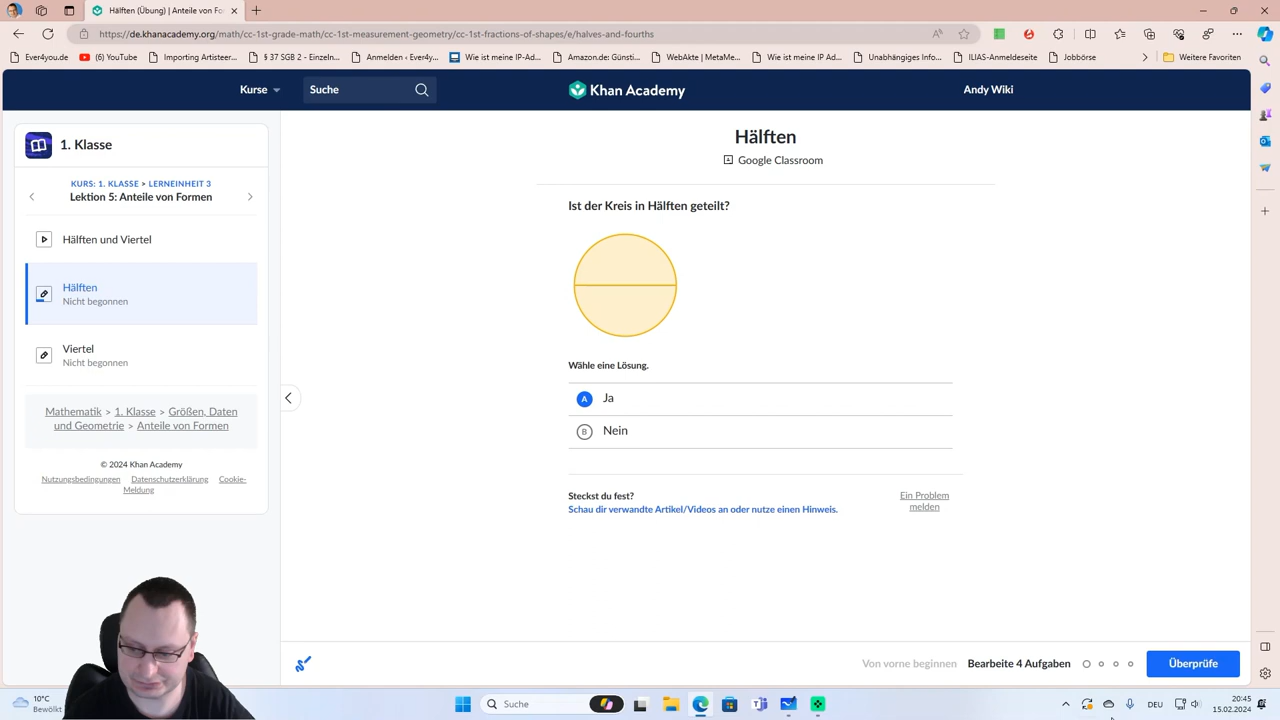 Hälften (Übung) | Anteile von Fo
https://de.khanacademy.org/math/cc-1st-grade-math/cc-1st-measurement-geometry/cc-1st-fractions-of-shapes/e/halves-and-fourths
Ever4you.de
(6) YouTube
Importing Artisteer...
§ 37 SGB 2 - Einzeln...
Anmelden ‹ Ever4y...
Wie ist meine IP-Ad...
Amazon.de: Günsti...
WebAkte | MetaMe...
Wie ist meine IP Ad...
Unabhängiges Info...
ILIAS-Aktionen
Jobbörse
Weitere Favoriten
Kurse
Suche
Khan Academy
Andy Wiki
1. Klasse
KURS: 1. KLASSE > LERNEINHEIT 3
Lektion 5: Anteile von Formen
Hälften und Viertel
Hälften
Nicht begonnen
Viertel
Nicht begonnen
Mathematik > 1. Klasse > Größen, Daten
und Geometrie > Anteile von Formen
© 2024 Khan Academy
Nutzungsbedingungen Datenschutzerklärung Cookie-
Meldung
Hälften
Google Classroom
Ist der Kreis in Hälften geteilt?
Wähle eine Lösung.
A Ja
B Nein
Steckst du fest?
Schau dir verwandte Artikel/Videos an oder nutze einen Hinweis.
Ein Problem
melden
Von vorne beginnen
Bearbeite 4 Aufgaben
Überprüfe
10°C
Bewölkt
Suche
DEU
20:45
15.02.2024